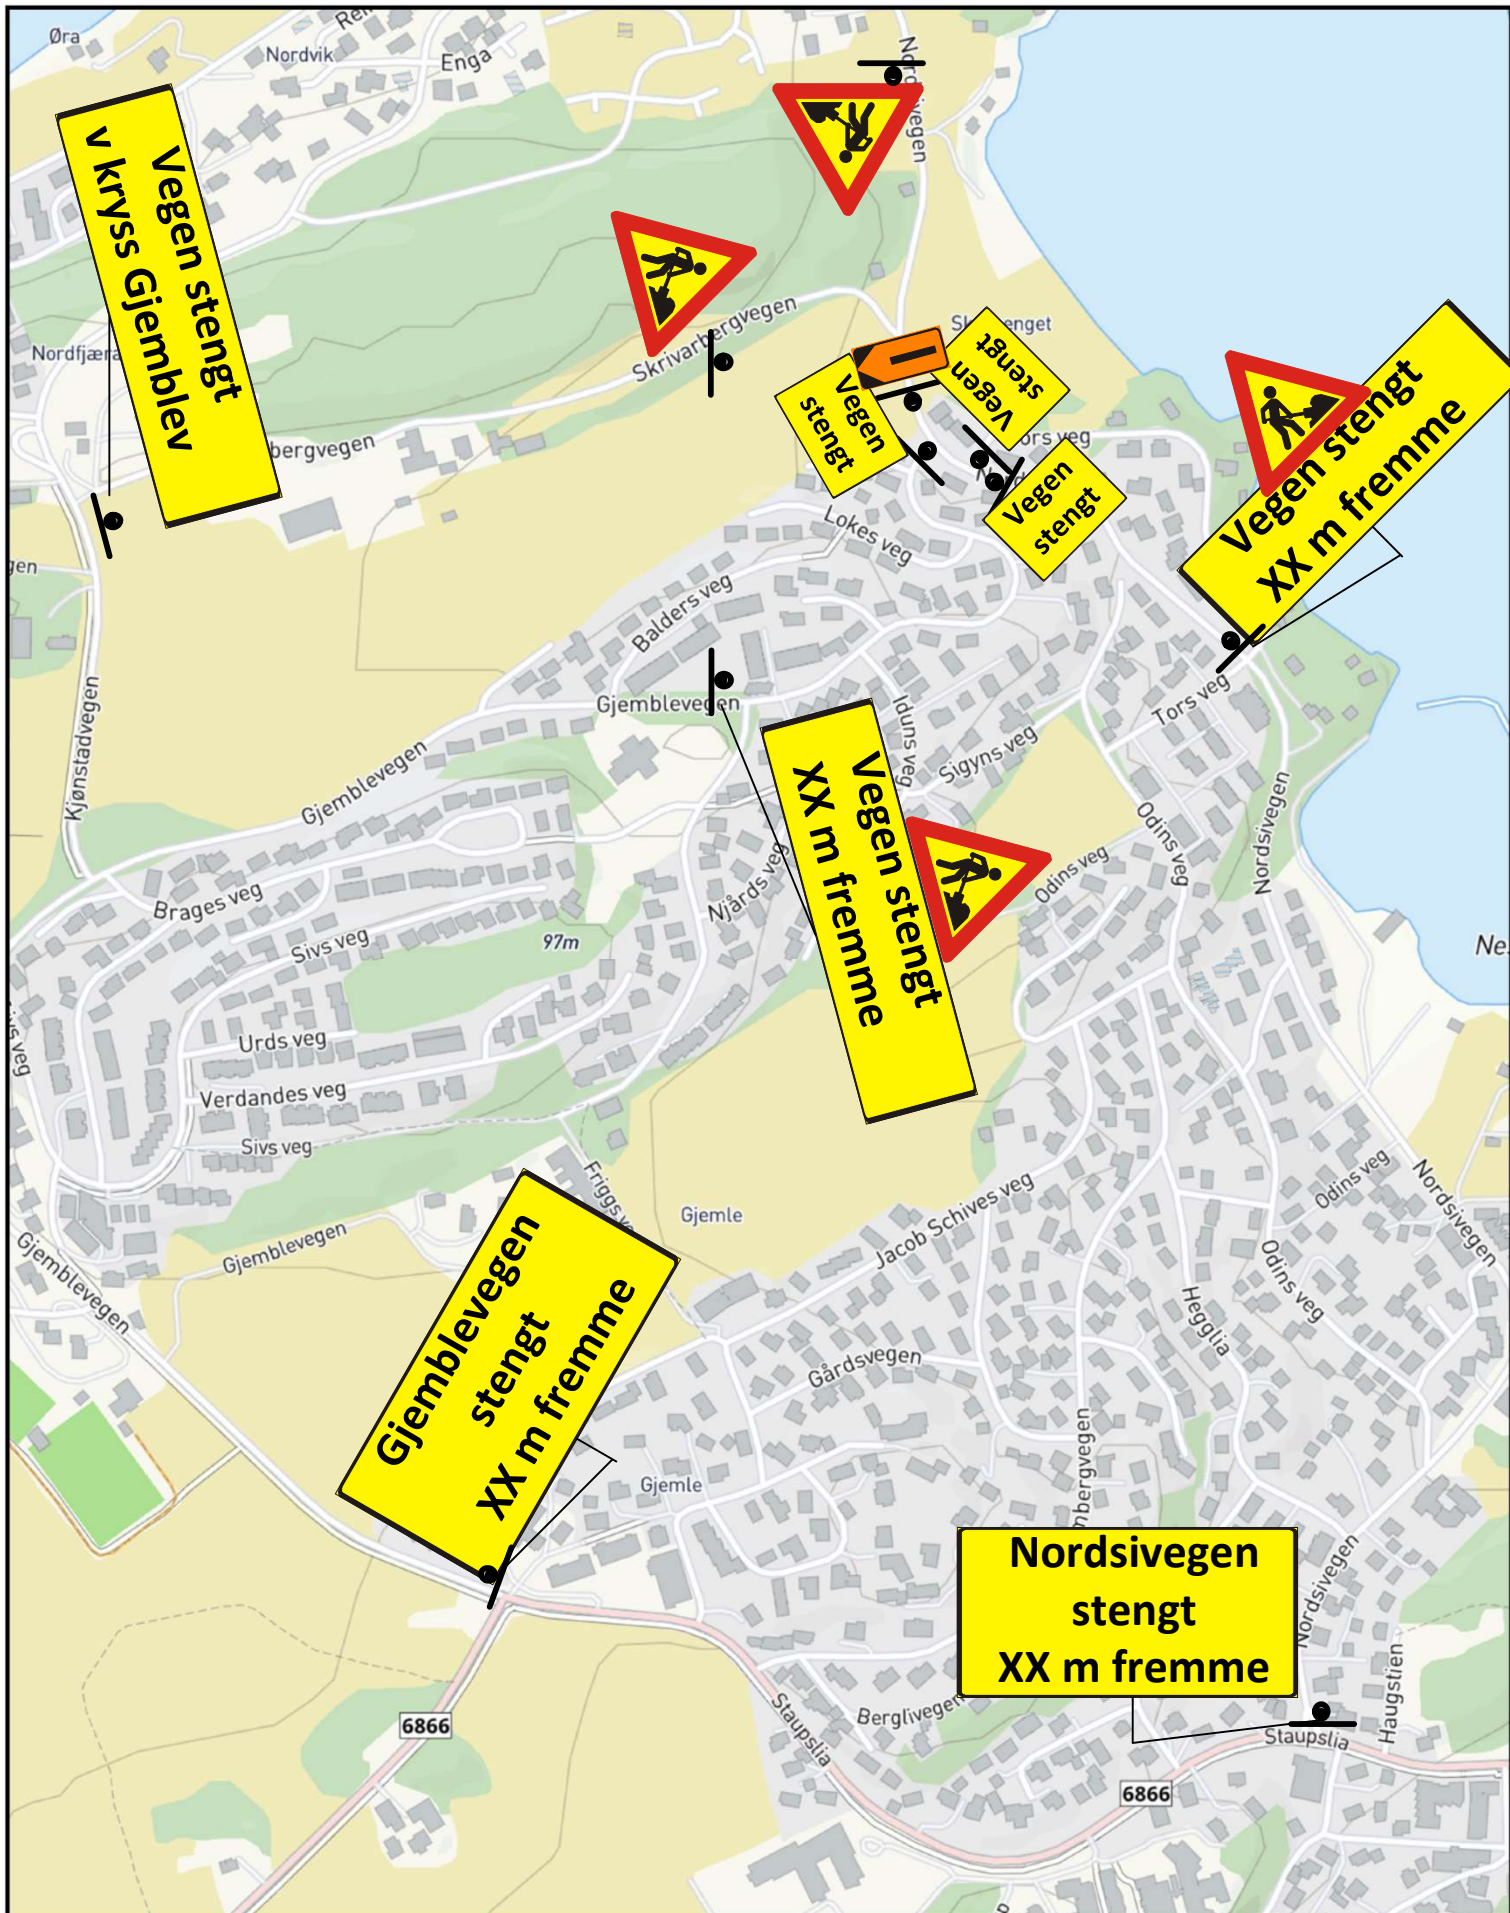 Øra
Nordvik
Enga
Nordsivegen
Vegen stengt
v kryss Gjemblev
Skrivarbergvegen
Vegen
stengt
Vegen
stengt
Vegen
stengt
Vegen stengt
XX m fremme
bergvegen
Lokes veg
Balders veg
Gjemblevegen
Iduns veg
Tors veg
Sigyns veg
Kjønstadvegen
Gjemblevegen
Vegen stengt
XX m fremme
Odins veg
Nordsivegen
Odins veg
Njårds veg
Brages veg
Sivs veg
97m
Urds veg
Verdandes veg
Sivs veg
Gjemle
Jacob Schives veg
Odins veg
Nordsivegen
Gjemblevegen
Gjemblevegen
Odins veg
Hegglia
Gårdsvegen
Gjemblevegen
stengt
XX m fremme
Gjemle
Nordsivegen
stengt
XX m fremme
Nordsivegen
Haugstien
Staupslia
Berglivegen
Staupslia
6866
6866